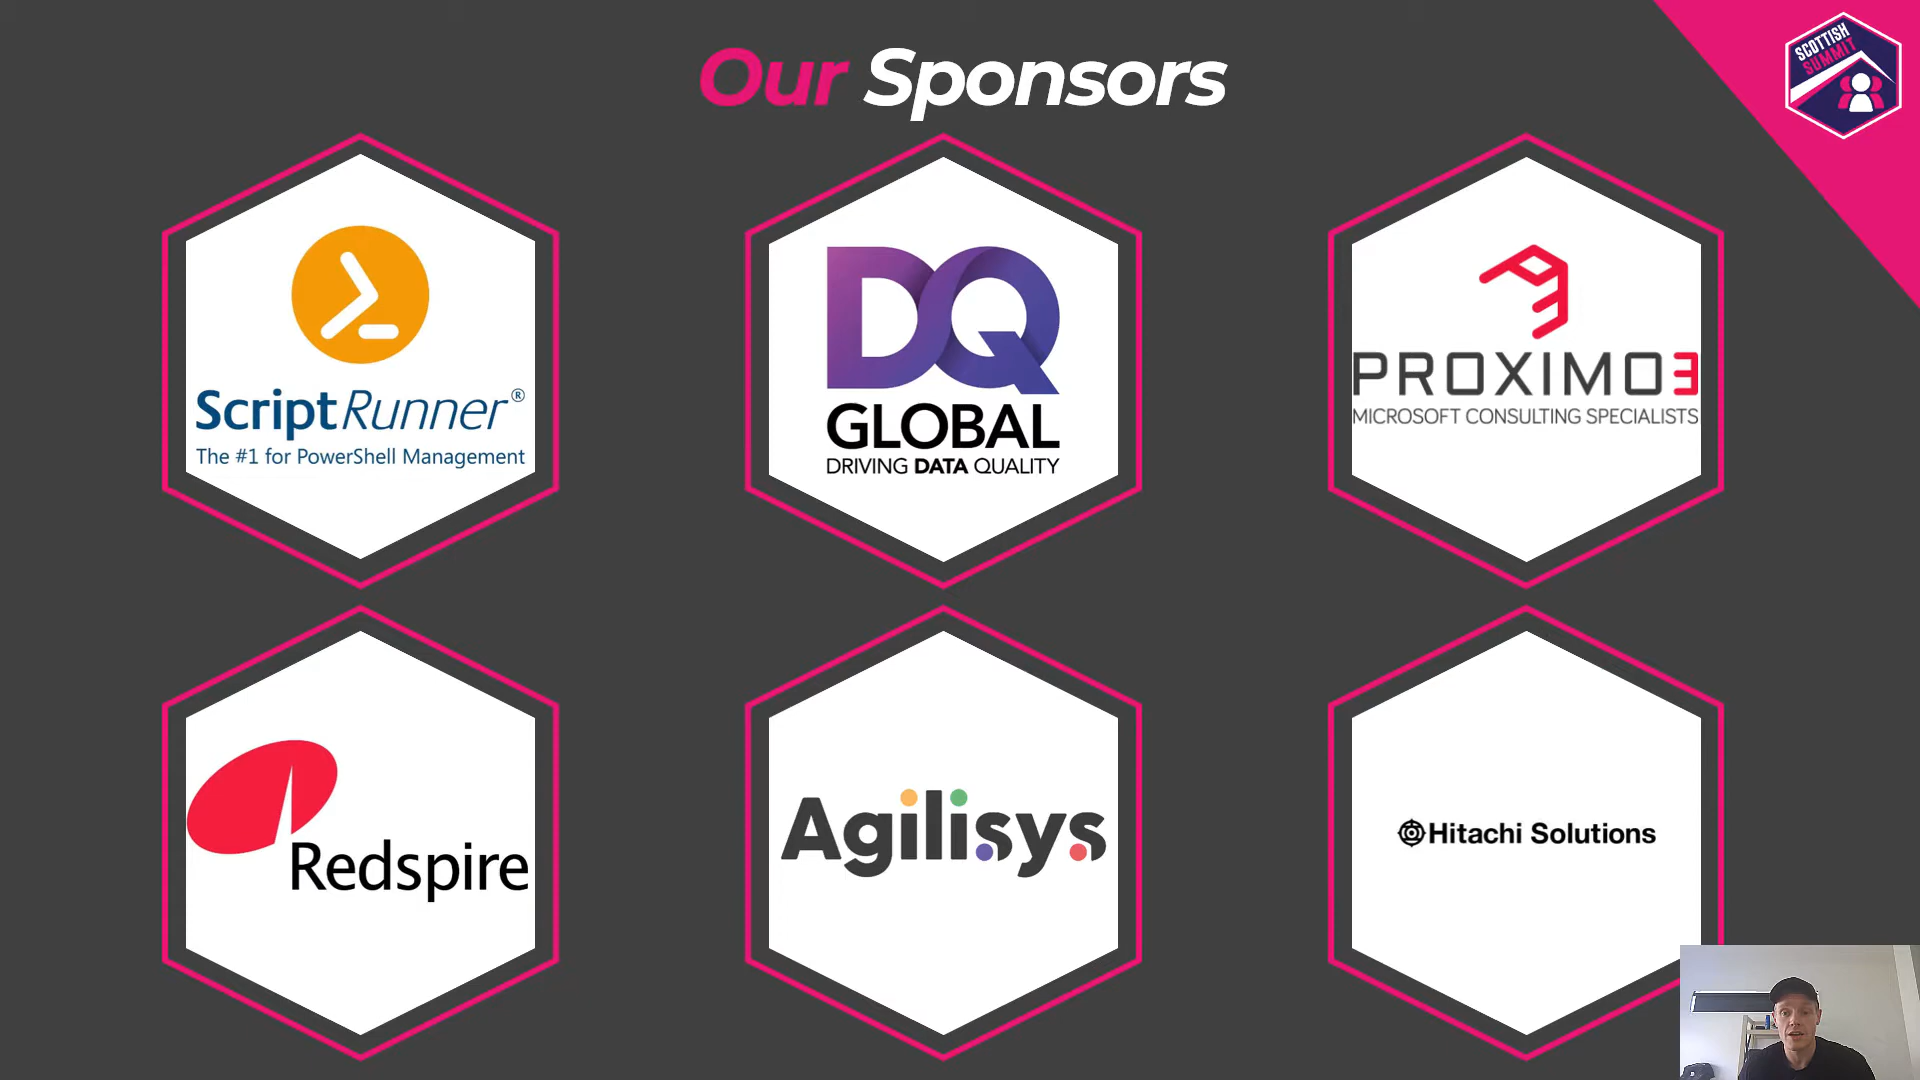 Our Sponsors
SCOTTISH
SUMMIT
ScriptRunner®
The #1 for PowerShell Management
DQ
GLOBAL
DRIVING DATA QUALITY
PROXIMO3
MICROSOFT CONSULTING SPECIALISTS
Redspire
Agilisys
Hitachi Solutions